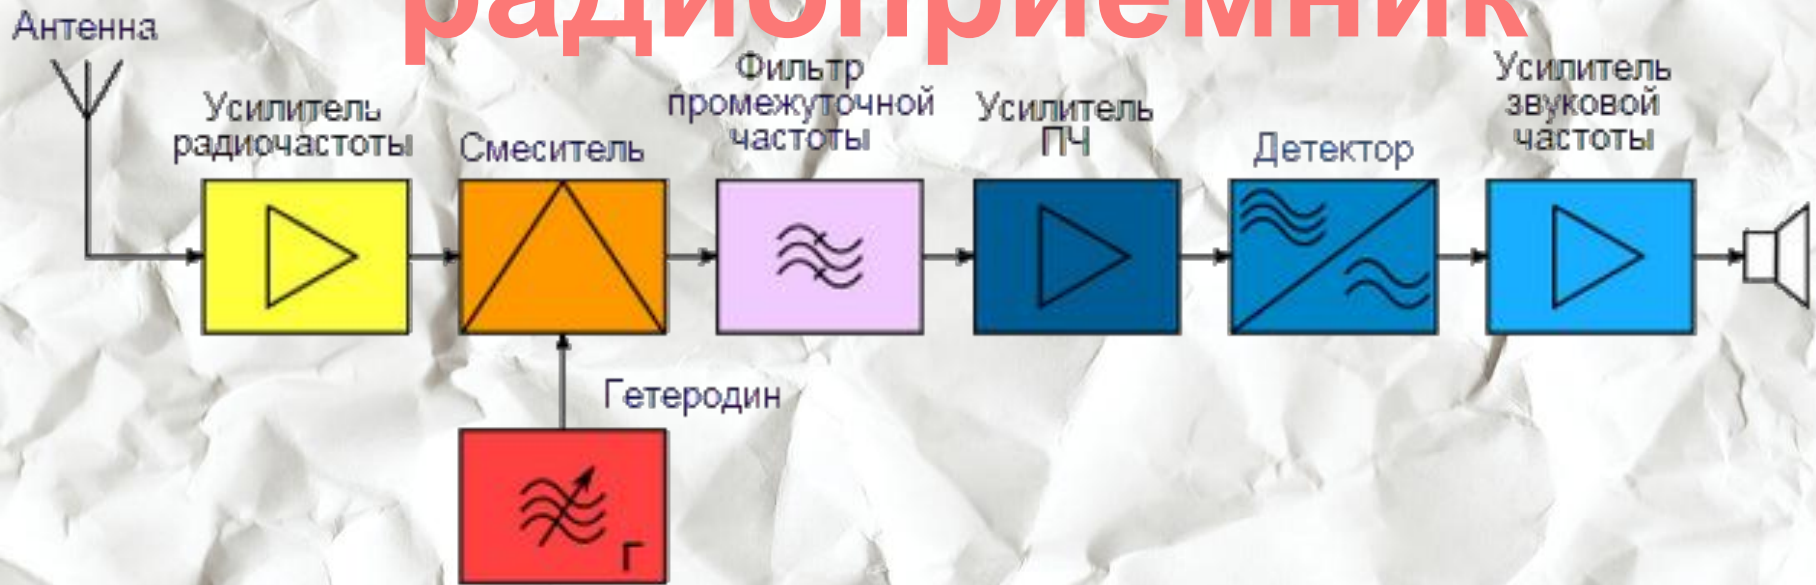 радиоприемник
Антенна
Усилитель
радиочастоты
Смеситель
Фильтр
промежуточной
частоты
Усилитель
ПЧ
Детектор
Усилитель
звуковой
частоты
Гетеродин
Г